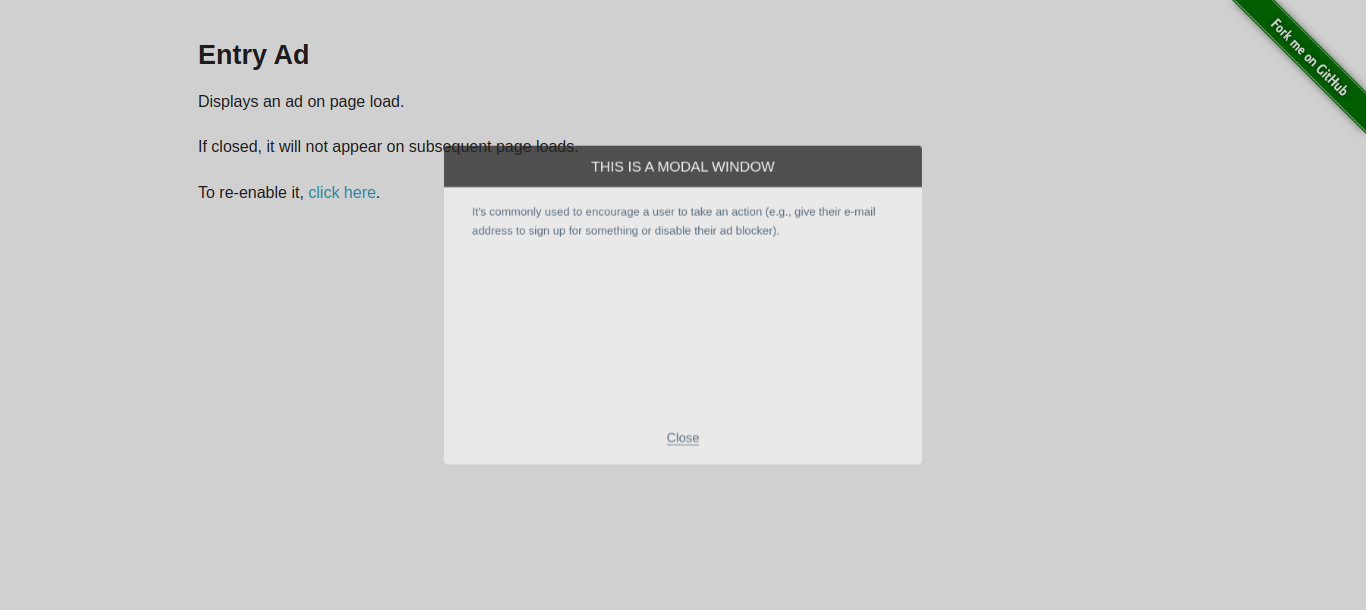 Entry Ad
Fork me on GitHub
Displays an ad on page load.
If closed, it will not appear on subsequent page loads.
THIS IS A MODAL WINDOW
To re-enable it, click here.
It's commonly used to encourage a user to take an action (e.g., give their e-mail
address to sign up for something or disable their ad blocker).
Close